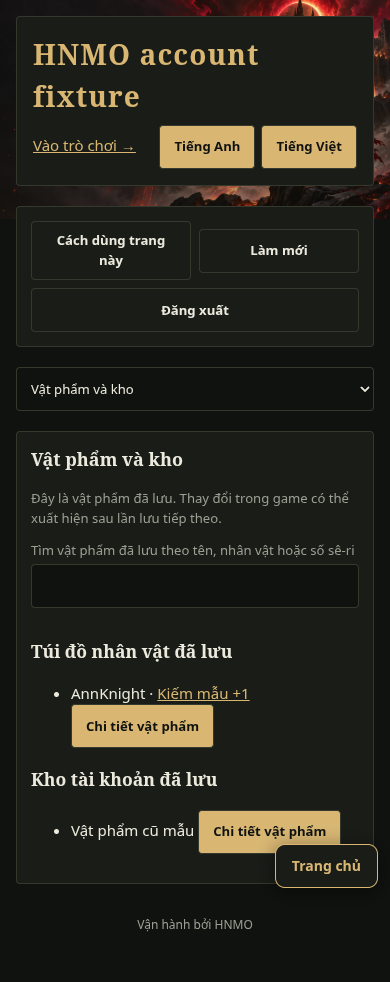 HNMO account
fixture
Vào trò chơi →
Tiếng Anh
Tiếng Việt
Cách dùng trang
này
Làm mới
Đăng xuất
Vật phẩm và kho
Vật phẩm và kho
Đây là vật phẩm đã lưu. Thay đổi trong game có thể
xuất hiện sau lần lưu tiếp theo.
Tìm vật phẩm đã lưu theo tên, nhân vật hoặc số sê-ri
Túi đồ nhân vật đã lưu
AnnKnight · Kiếm mẫu +1
Chi tiết vật phẩm
Kho tài khoản đã lưu
Vật phẩm cũ mẫu Chi tiết vật phẩm
Trang chủ
Vận hành bởi HNMO